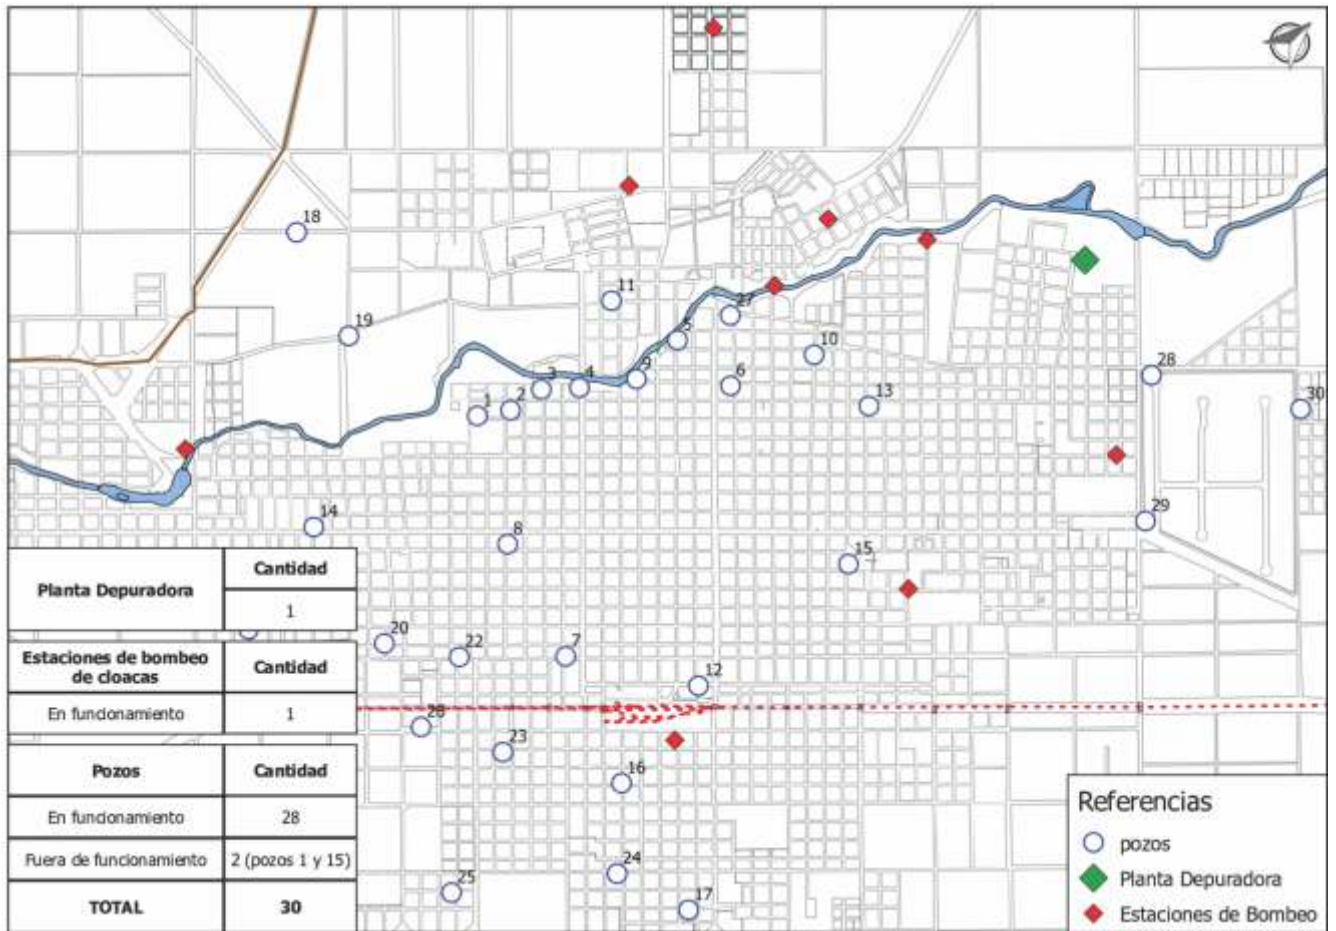 18
11
27
19
5
10
9
6
28
3
4
13
30
2
1
14
29
8
15
Planta Depuradora
Cantidad
1
20
22
7
Estaciones de bombeo
de cloacas
Cantidad
12
En funcionamiento
1
26
23
Pozos
Cantidad
16
En funcionamiento
28
Fuera de funcionamiento
2 (pozos 1 y 15)
24
25
17
TOTAL
30
Referencias
pozos
Planta Depuradora
Estaciones de Bombeo